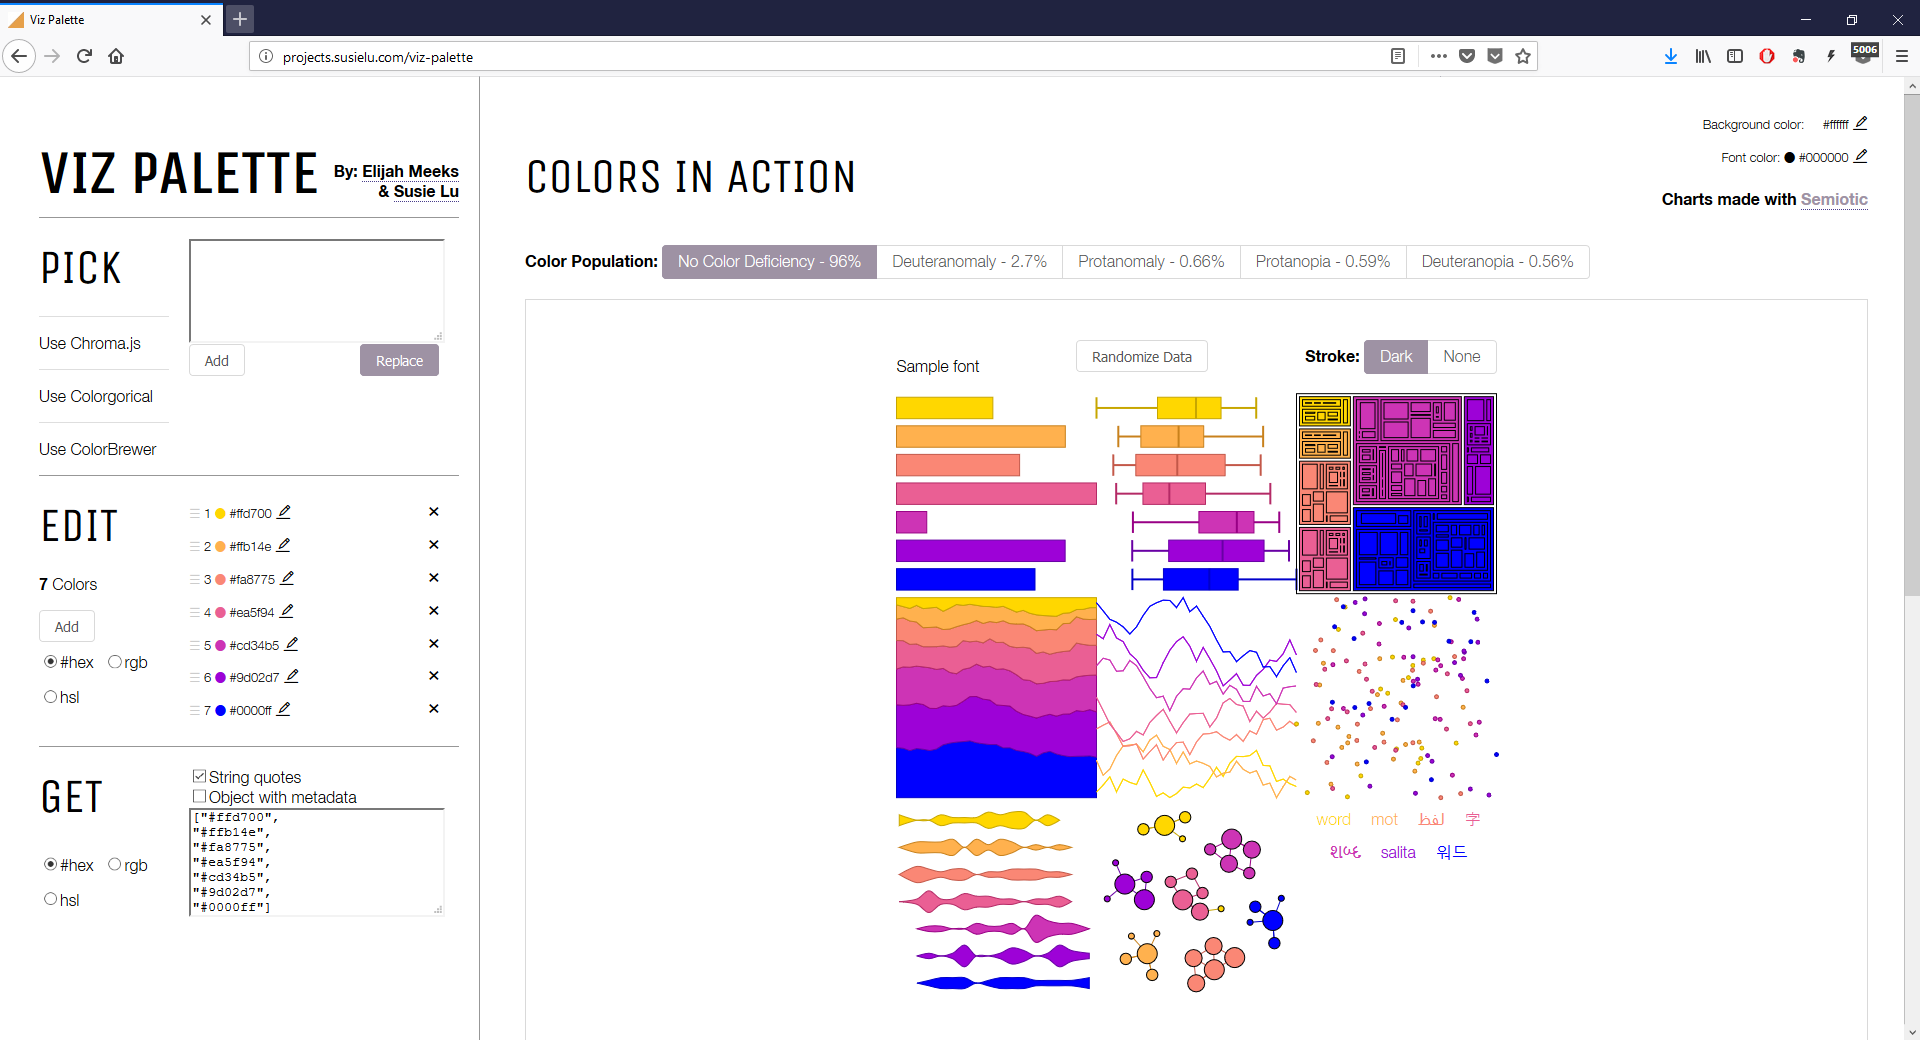 Viz Palette
projects.susielu.com/viz-palette
5006
VIZ PALETTE
By: Elijah Meeks
& Susie Lu
PICK
Add
Replace
Use Chroma.js
Use Colorgorical
Use ColorBrewer
EDIT
7 Colors
Add
#hex rgb
hsl
1 #ffd700
2 #ffb14e
3 #fa8775
4 #ea5f94
5 #cd34b5
6 #9d02d7
7 #0000ff
GET
#hex rgb
hsl
String quotes
Object with metadata
["#ffd700",
"#ffb14e",
"#fa8775",
"#ea5f94",
"#cd34b5",
"#9d02d7",
"#0000ff"]
COLORS IN ACTION
Background color: #ffffff
Font color: #000000
Charts made with Semiotic
Color Population: No Color Deficiency - 96% Deuteranomaly - 2.7% Protanomaly - 0.66% Protanopia - 0.59% Deuteranopia - 0.56%
Sample font
Randomize Data
Stroke: Dark None
word mot لفظ 字
salita 워드